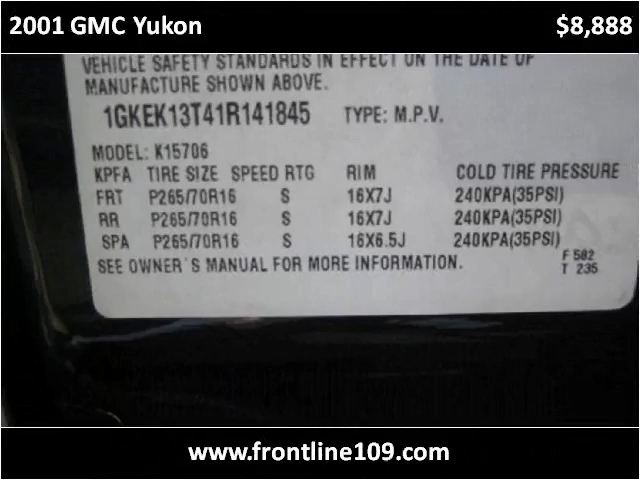 2001 GMC Yukon $8,888
VEHICLE SAFETY STANDARDS IN EFFECT ON THE DATE OF
MANUFACTURE SHOWN ABOVE.
1GKEK13T41R141845 TYPE: M.P.V.
MODEL: K15706
KPFA TIRE SIZE SPEED RTG RIM COLD TIRE PRESSURE
FRT P265/70R16 S 16X7J 240KPA(35PSI)
RR P265/70R16 S 16X7J 240KPA(35PSI)
SPA P265/70R16 S 16X6.5J 240KPA(35PSI)
SEE OWNER'S MANUAL FOR MORE INFORMATION.
F 582
T 235
www.frontline109.com